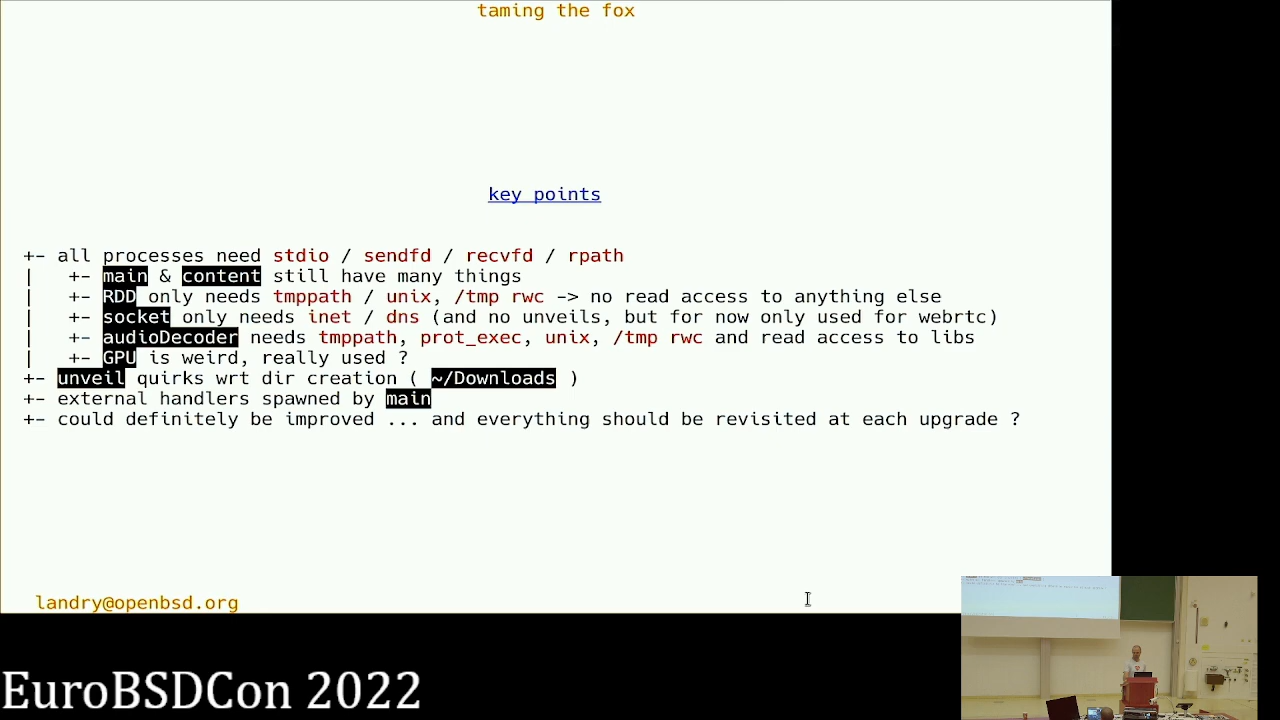 taming the fox
key points
+- all processes need stdio / sendfd / recvfd / rpath
|   +- main & content still have many things
|   +- RDD only needs tmppath / unix, /tmp rwc -> no read access to anything else
|   +- socket only needs inet / dns (and no unveils, but for now only used for webrtc)
|   +- audioDecoder needs tmppath, prot_exec, unix, /tmp rwc and read access to libs
|   +- GPU is weird, really used ?
+- unveil quirks wrt dir creation ( ~/Downloads )
+- external handlers spawned by main
+- could definitely be improved ... and everything should be revisited at each upgrade ?
landry@openbsd.org
EuroBSDCon 2022